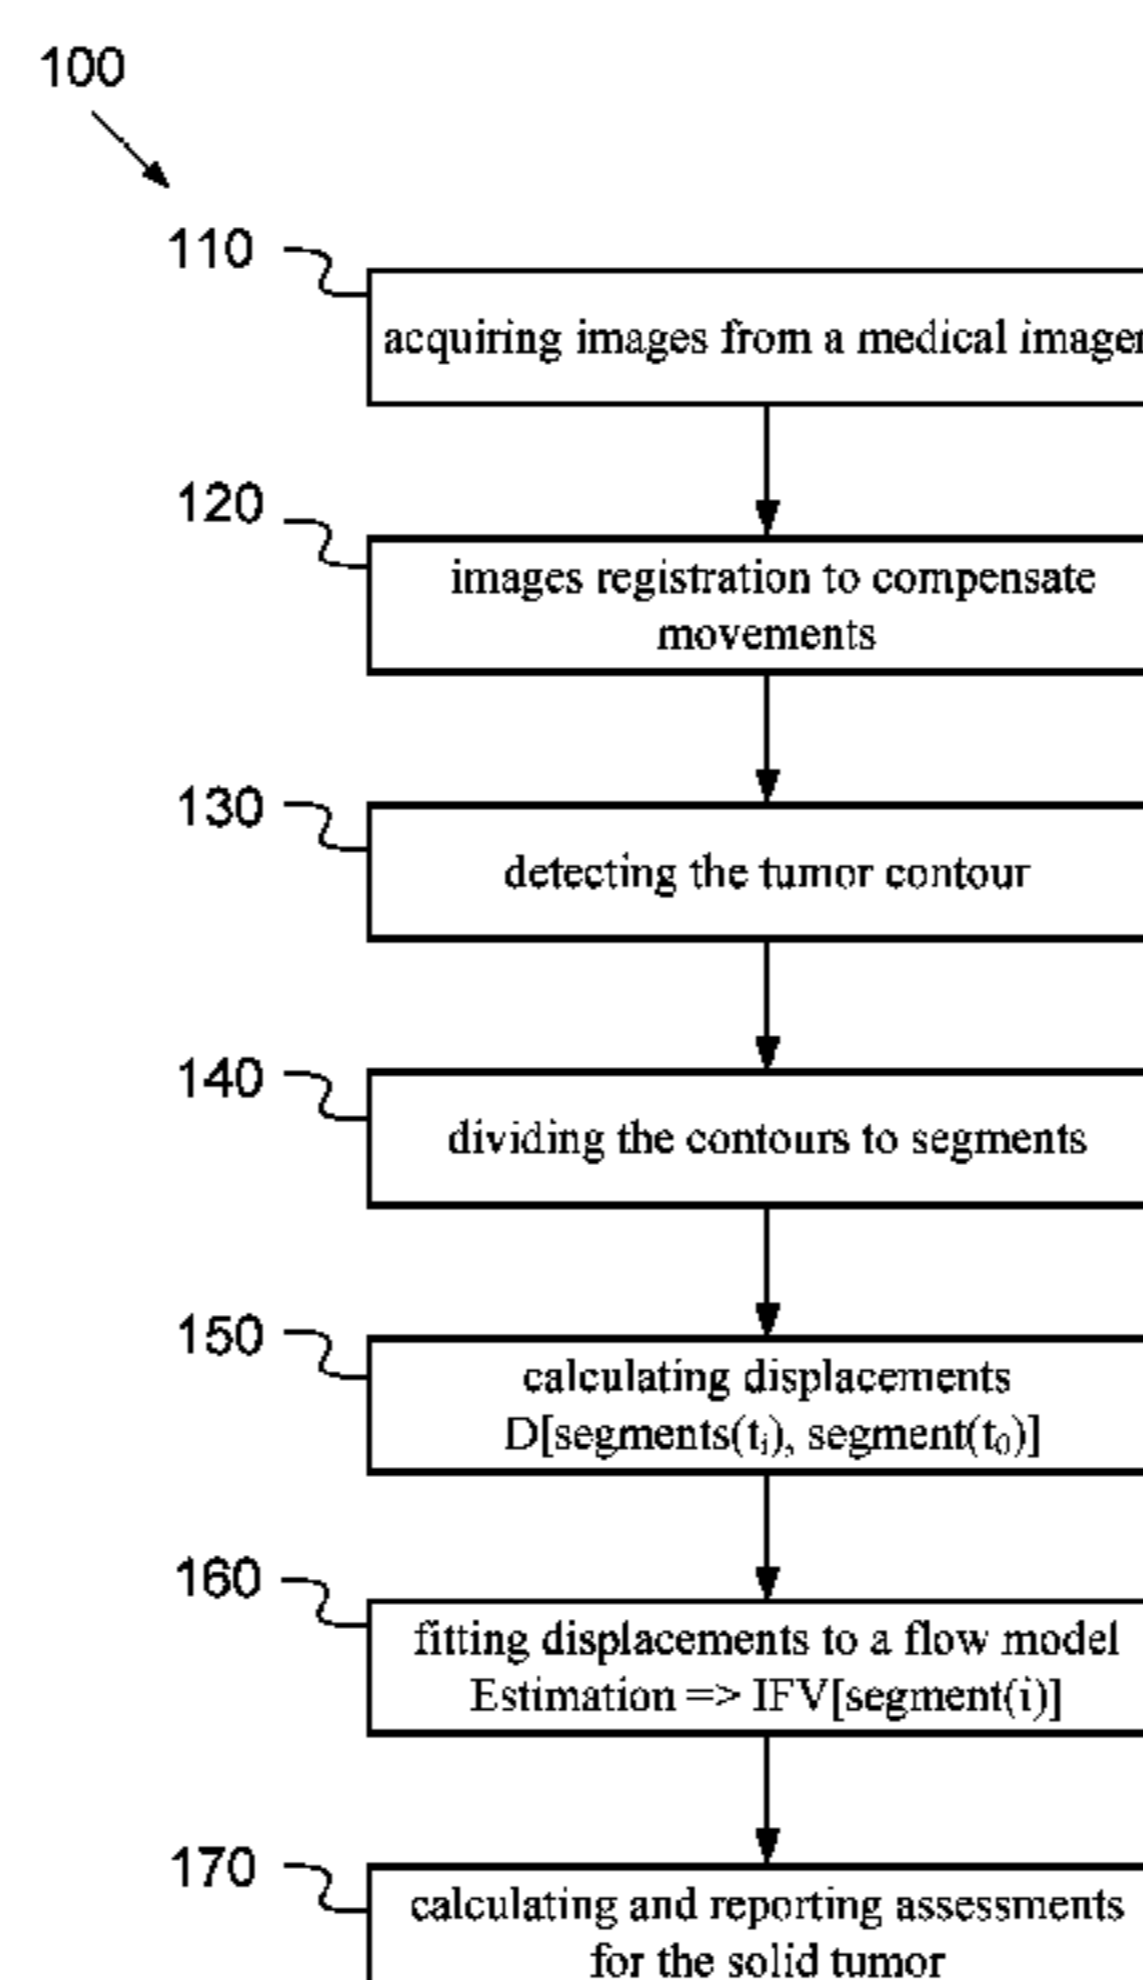 100
110
acquiring images from a medical imager
120
images registration to compensate
movements
130
detecting the tumor contour
140
dividing the contours to segments
150
calculating displacements
D[segments(tᵢ), segment(t₀)]
160
fitting displacements to a flow model
Estimation => IFV[segment(i)]
170
calculating and reporting assessments
for the solid tumor